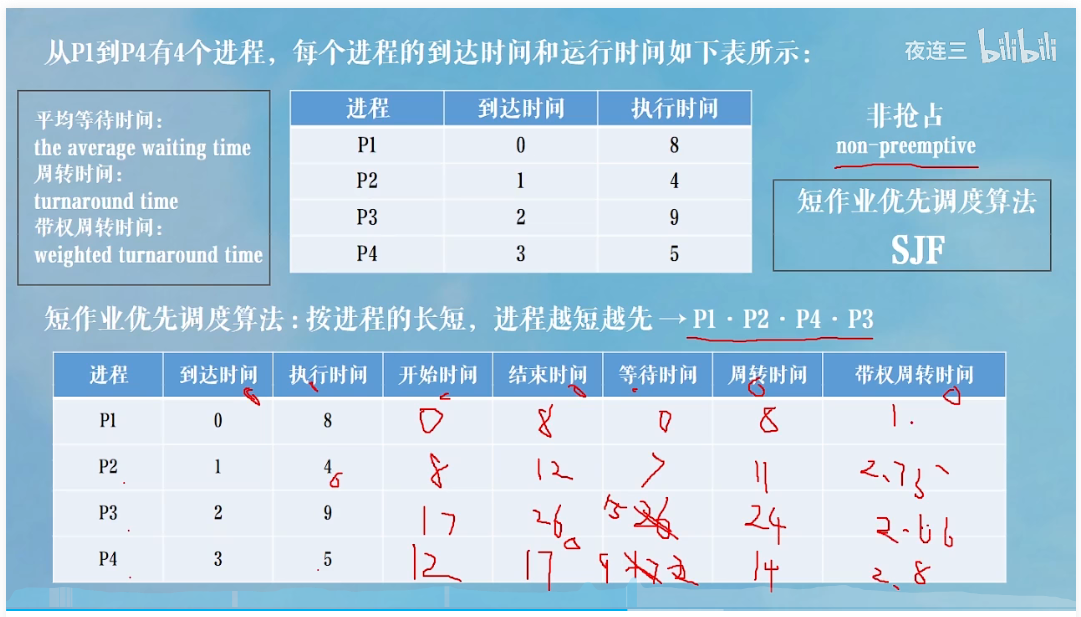 从P1到P4有4个进程，每个进程的到达时间和运行时间如下表所示：
夜连三 bilibili
平均等待时间：
the average waiting time
周转时间：
turnaround time
带权周转时间：
weighted turnaround time
进程 到达时间 执行时间
P1 0 8
P2 1 4
P3 2 9
P4 3 5
非抢占
non-preemptive
短作业优先调度算法
SJF
短作业优先调度算法：按进程的长短，进程越短越先→P1·P2·P4·P3
进程 到达时间 执行时间 开始时间 结束时间 等待时间 周转时间 带权周转时间
P1 0 8 0 8 0 8 1.
P2 1 4 8 12 7 11 2.75
P3 2 9 17 26 15 24 2.66
P4 3 5 12 17 9 14 2.8